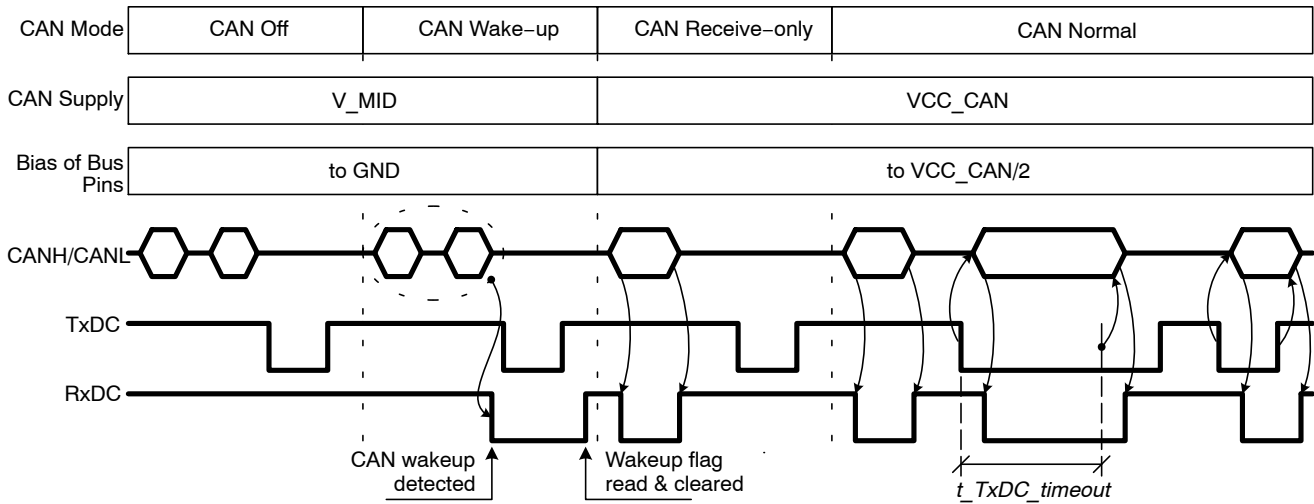 CAN Mode
CAN Off
CAN Wake−up
CAN Receive−only
CAN Normal
CAN Supply
V_MID
VCC_CAN
Bias of Bus
Pins
to GND
to VCC_CAN/2
CANH/CANL
TxDC
RxDC
CAN wakeup
detected
Wakeup flag
read & cleared
t_TxDC_timeout